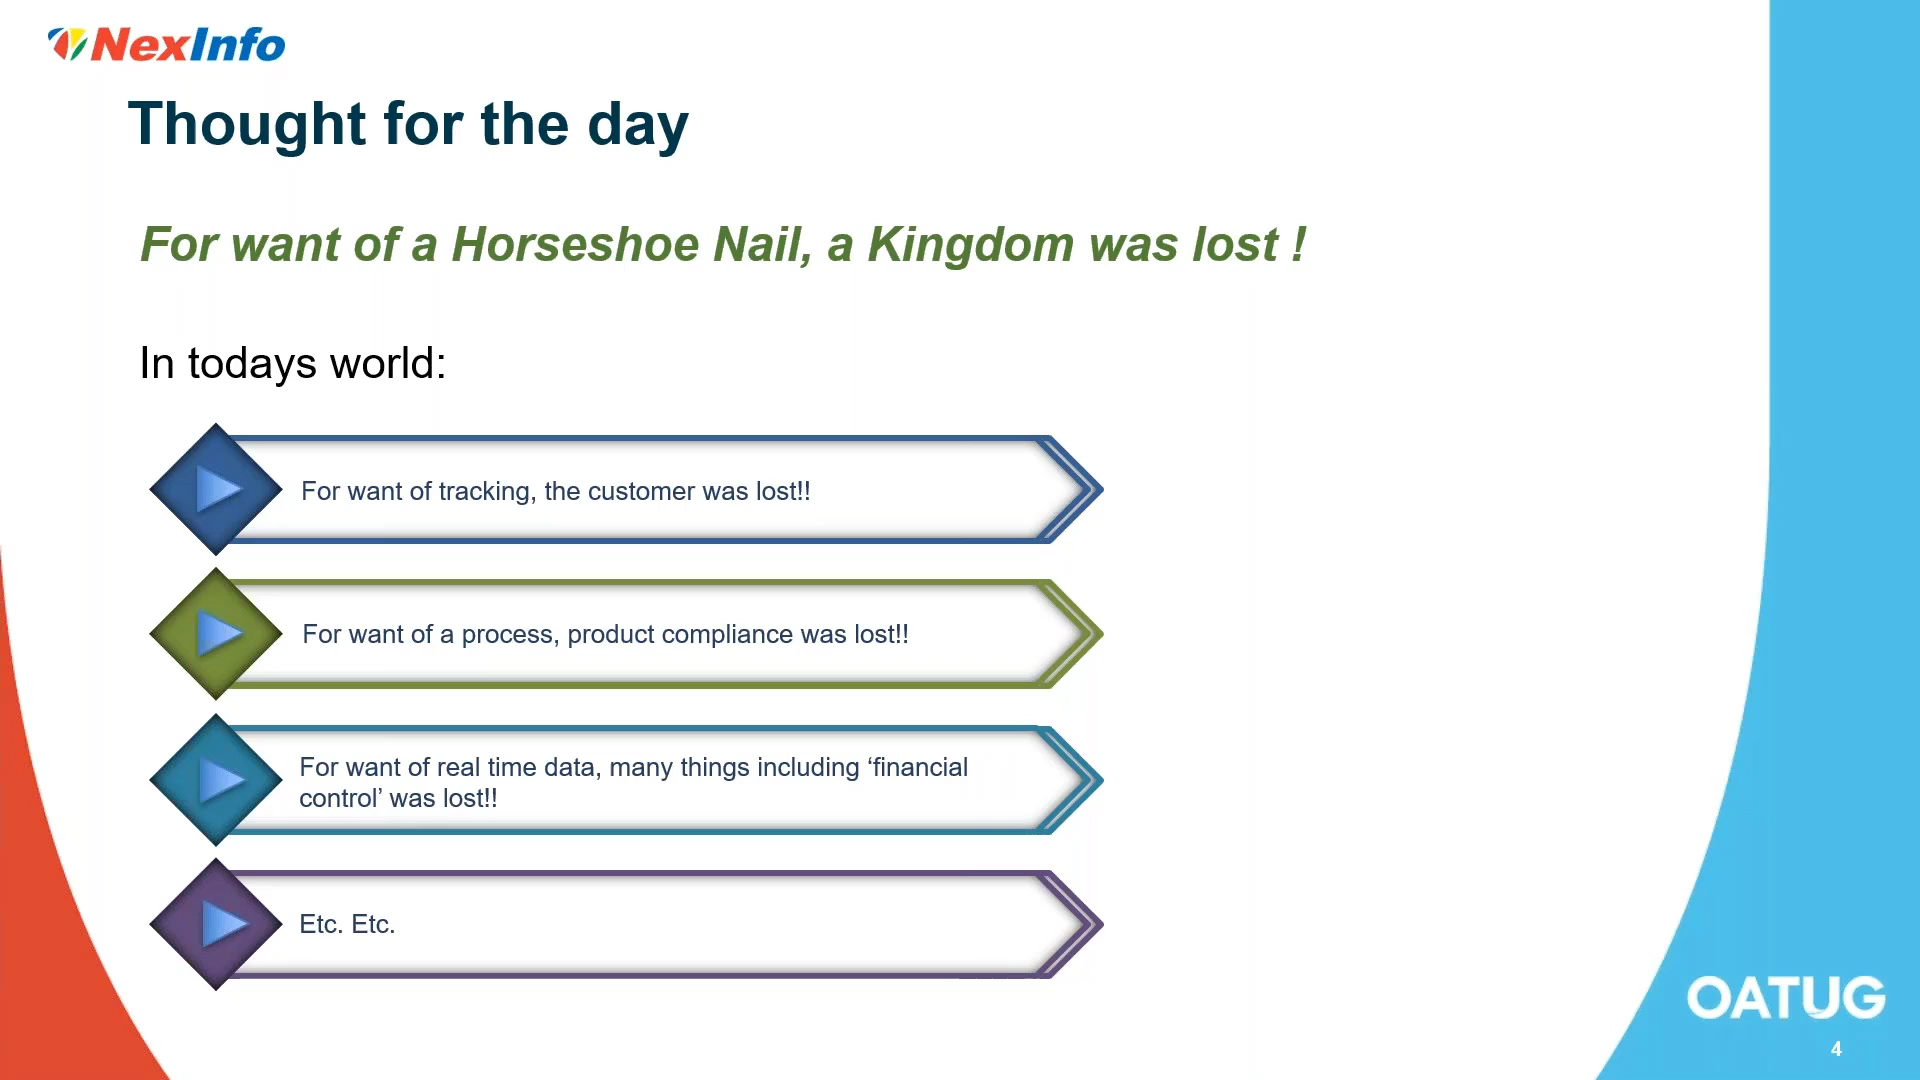 NexInfo
Thought for the day
For want of a Horseshoe Nail, a Kingdom was lost !
In todays world:
For want of tracking, the customer was lost!!
For want of a process, product compliance was lost!!
For want of real time data, many things including ‘financial
control’ was lost!!
Etc. Etc.
OATUG
4